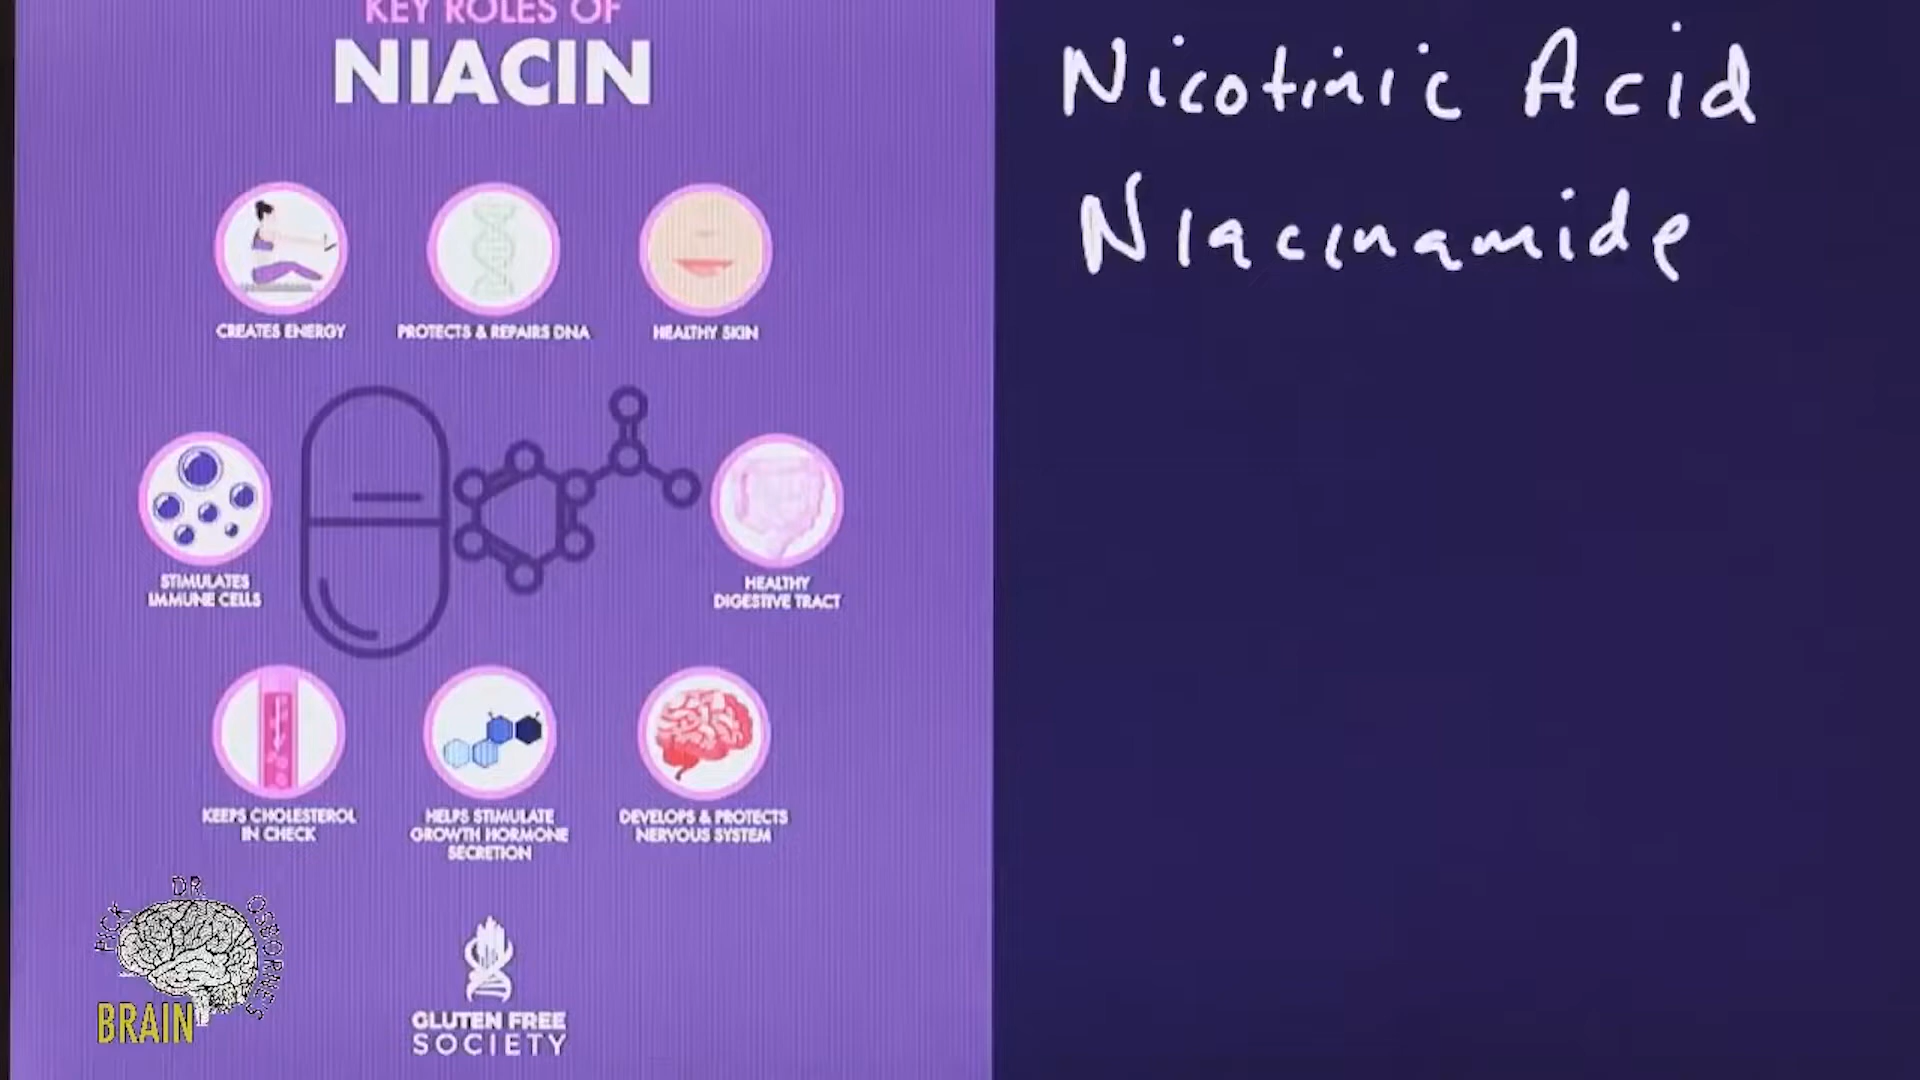 KEY ROLES OF
NIACIN
CREATES ENERGY
PROTECTS & REPAIRS DNA
HEALTHY SKIN
STIMULATES
IMMUNE CELLS
HEALTHY
DIGESTIVE TRACT
KEEPS CHOLESTEROL
IN CHECK
HELPS STIMULATE
GROWTH HORMONE
SECRETION
DEVELOPS & PROTECTS
NERVOUS SYSTEM
PICK DR. OSBORNE'S
BRAIN
GLUTEN FREE
SOCIETY
Nicotinic Acid
Niacinamide